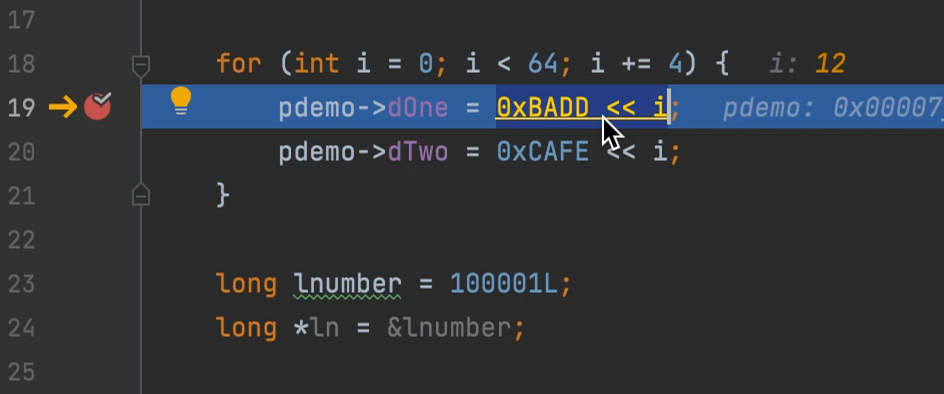 17
18 for (int i = 0; i < 64; i += 4) { i: 12
19 pdemo->dOne = 0xBADD << i; pdemo: 0x00007
20 pdemo->dTwo = 0xCAFE << i;
21 }
22
23 long lnumber = 100001L;
24 long *ln = &lnumber;
25